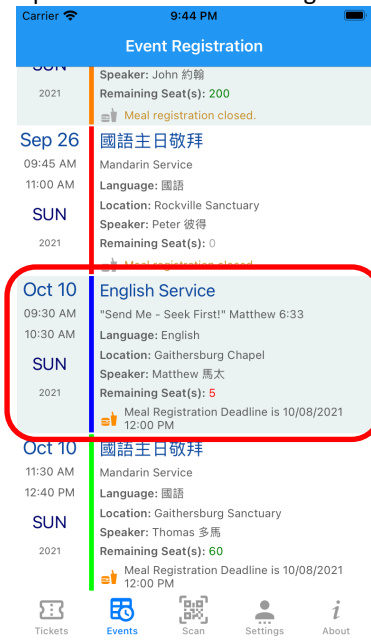 Carrier 9:44 PM
Event Registration
SUN
Speaker: John 約翰
2021
Remaining Seat(s): 200
Meal registration closed.
Sep 26
國語主日敬拜
09:45 AM
Mandarin Service
11:00 AM
Language: 國語
Location: Rockville Sanctuary
SUN
Speaker: Peter 彼得
2021
Remaining Seat(s): 0
Meal registration closed.
Oct 10
English Service
09:30 AM
"Send Me - Seek First!" Matthew 6:33
10:30 AM
Language: English
Location: Gaithersburg Chapel
SUN
Speaker: Matthew 馬太
2021
Remaining Seat(s): 5
Meal Registration Deadline is 10/08/2021
12:00 PM
Oct 10
國語主日敬拜
11:30 AM
Mandarin Service
12:40 PM
Language: 國語
Location: Gaithersburg Sanctuary
SUN
Speaker: Thomas 多馬
2021
Remaining Seat(s): 60
Meal Registration Deadline is 10/08/2021
12:00 PM
Tickets Events Scan Settings About